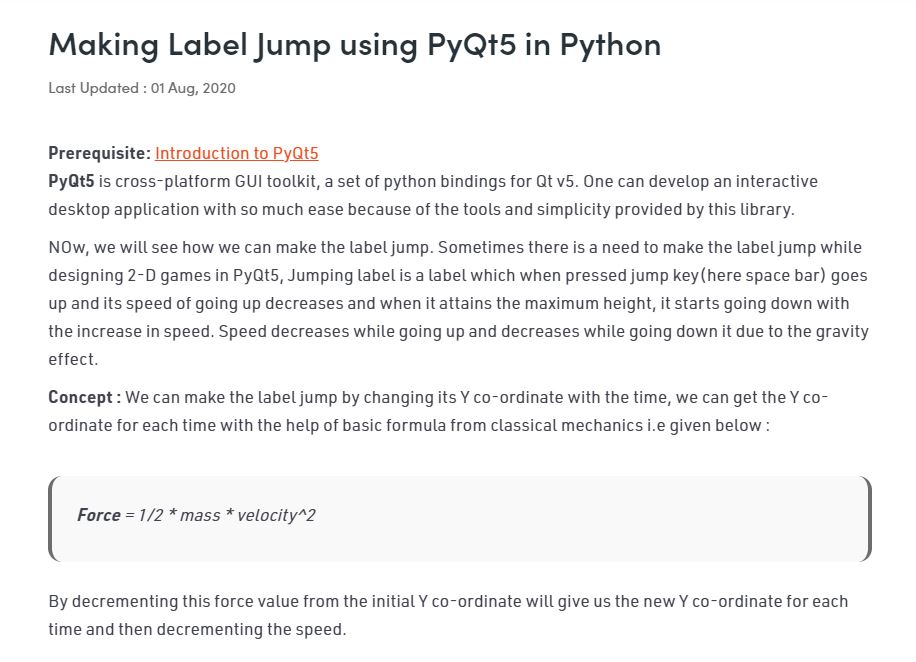 Making Label Jump using PyQt5 in Python
Last Updated : 01 Aug, 2020
Prerequisite: Introduction to PyQt5
PyQt5 is cross-platform GUI toolkit, a set of python bindings for Qt v5. One can develop an interactive
desktop application with so much ease because of the tools and simplicity provided by this library.
NOw, we will see how we can make the label jump. Sometimes there is a need to make the label jump while
designing 2-D games in PyQt5, Jumping label is a label which when pressed jump key(here space bar) goes
up and its speed of going up decreases and when it attains the maximum height, it starts going down with
the increase in speed. Speed decreases while going up and decreases while going down it due to the gravity
effect.
Concept : We can make the label jump by changing its Y co-ordinate with the time, we can get the Y co-
ordinate for each time with the help of basic formula from classical mechanics i.e given below :
Force = 1/2 * mass * velocity^2
By decrementing this force value from the initial Y co-ordinate will give us the new Y co-ordinate for each
time and then decrementing the speed.